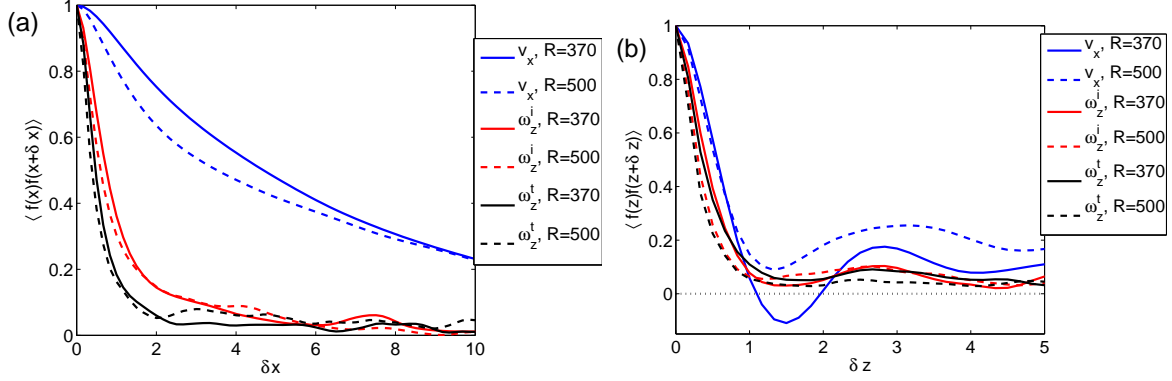 (a)
⟨ f(x)f(x+δ x)⟩
1
0.8
0.6
0.4
0.2
0
0 2 4 6 8 10
δx
v_x, R=370
v_x, R=500
ω_z^i, R=370
ω_z^i, R=500
ω_z^t, R=370
ω_z^t, R=500
(b)
⟨ f(z)f(z+δ z)⟩
1
0.8
0.6
0.4
0.2
0
0 1 2 3 4 5
δ z
v_x, R=370
v_x, R=500
ω_z^i, R=370
ω_z^i, R=500
ω_z^t, R=370
ω_z^t, R=500